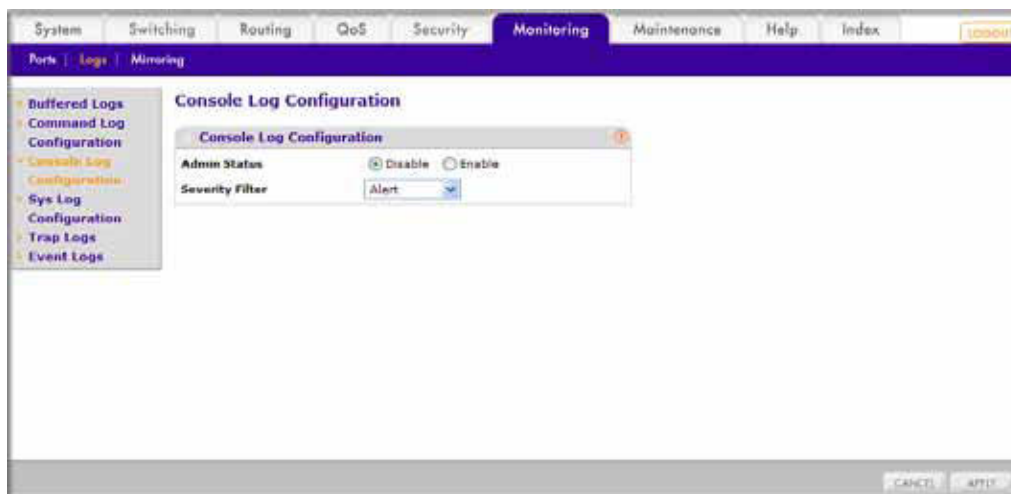 System Switching Routing QoS Security Monitoring Maintenance Help Index LOGOUT
Ports | Logs | Mirroring
Buffered Logs
Command Log
Configuration
Console Log
Configuration
Sys Log
Configuration
Trap Logs
Event Logs
Console Log Configuration
Console Log Configuration
Admin Status Disable Enable
Severity Filter Alert
CANCEL APPLY